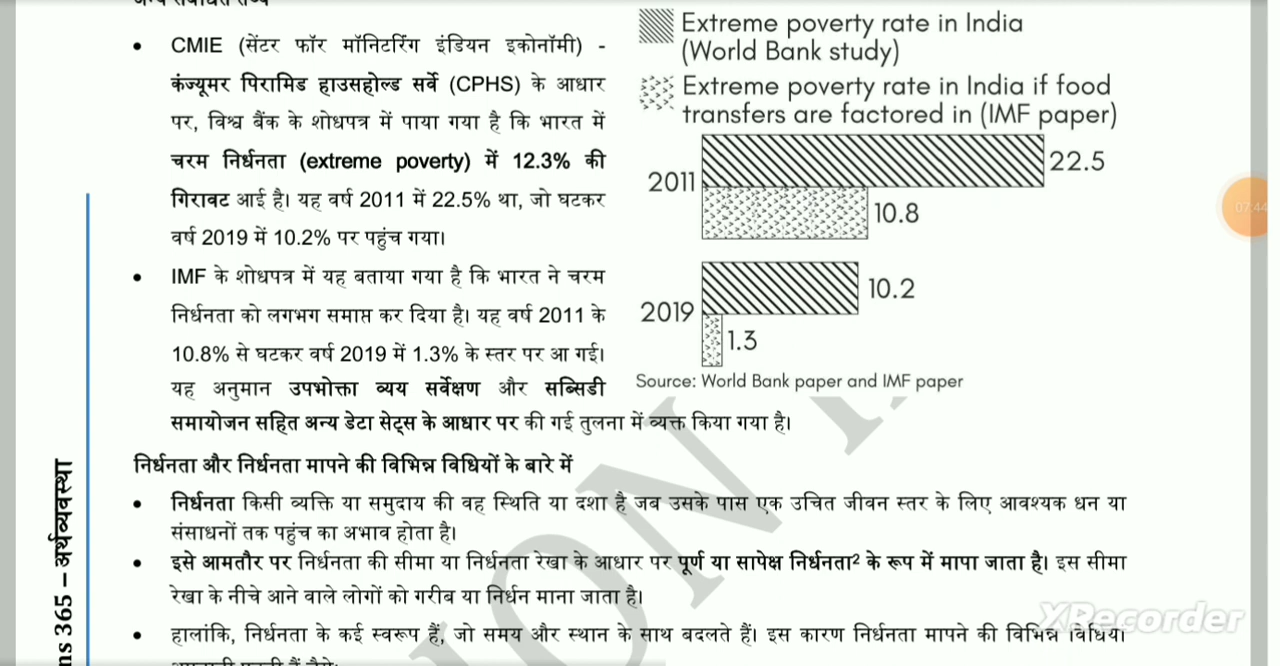 अन्य संबंधित तथ्य
• CMIE (सेंटर फॉर मॉनिटरिंग इंडियन इकोनॉमी) -
कंज्यूमर पिरामिड हाउसहोल्ड सर्वे (CPHS) के आधार
पर, विश्व बैंक के शोधपत्र में पाया गया है कि भारत में
चरम निर्धनता (extreme poverty) में 12.3% की
गिरावट आई है। यह वर्ष 2011 में 22.5% था, जो घटकर
वर्ष 2019 में 10.2% पर पहुंच गया।
• IMF के शोधपत्र में यह बताया गया है कि भारत ने चरम
निर्धनता को लगभग समाप्त कर दिया है। यह वर्ष 2011 के
10.8% से घटकर वर्ष 2019 में 1.3% के स्तर पर आ गई।
यह अनुमान उपभोक्ता व्यय सर्वेक्षण और सब्सिडी
समायोजन सहित अन्य डेटा सेट्स के आधार पर की गई तुलना में व्यक्त किया गया है।
Extreme poverty rate in India
(World Bank study)
Extreme poverty rate in India if food
transfers are factored in (IMF paper)
2011
22.5
10.8
2019
10.2
1.3
Source: World Bank paper and IMF paper
07:44
निर्धनता और निर्धनता मापने की विभिन्न विधियों के बारे में
• निर्धनता किसी व्यक्ति या समुदाय की वह स्थिति या दशा है जब उसके पास एक उचित जीवन स्तर के लिए आवश्यक धन या
संसाधनों तक पहुंच का अभाव होता है।
• इसे आमतौर पर निर्धनता की सीमा या निर्धनता रेखा के आधार पर पूर्ण या सापेक्ष निर्धनता² के रूप में मापा जाता है। इस सीमा
रेखा के नीचे आने वाले लोगों को गरीब या निर्धन माना जाता है।
• हालांकि, निर्धनता के कई स्वरूप हैं, जो समय और स्थान के साथ बदलते हैं। इस कारण निर्धनता मापने की विभिन्न विधियां
ns 365 – अर्थव्यवस्था
XRecorder